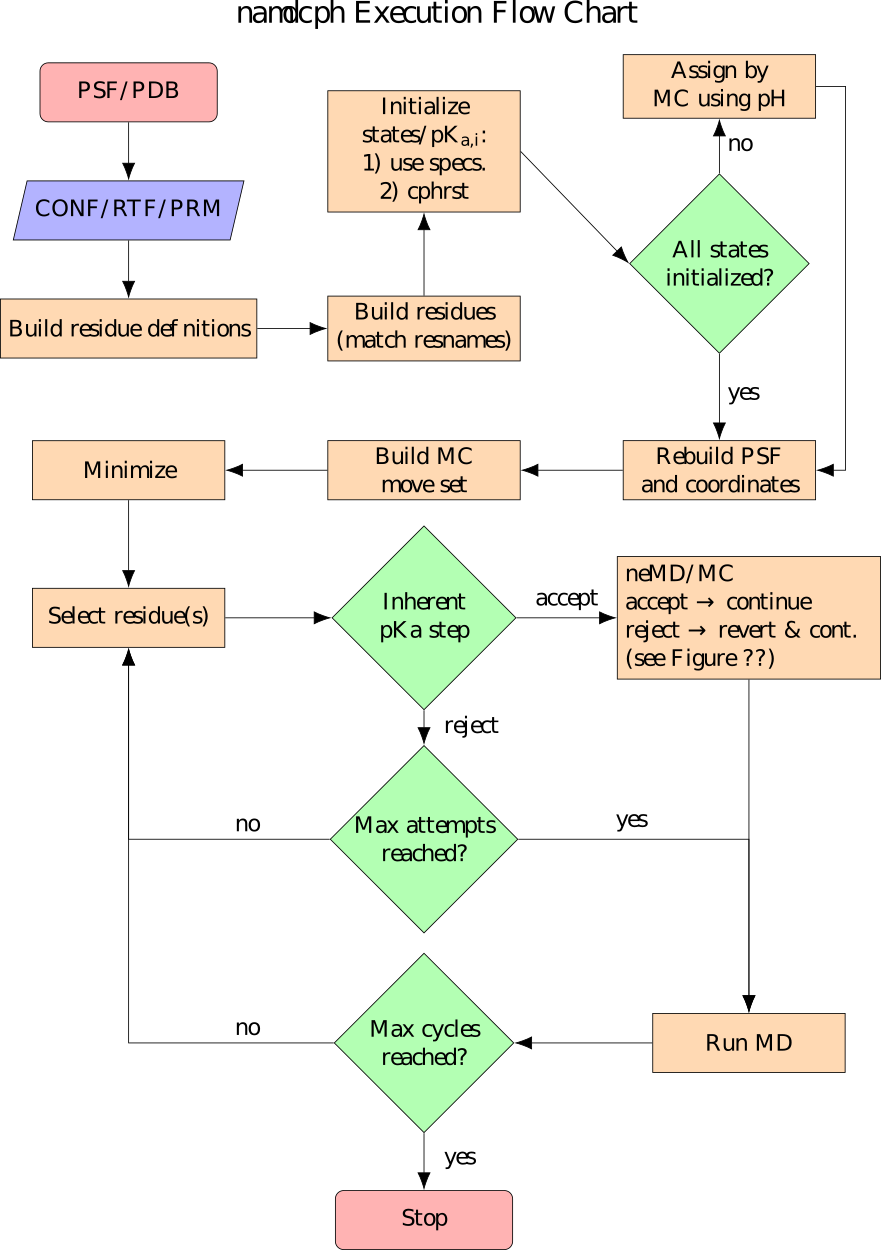 namdcph Execution Flow Chart
PSF/PDB
CONF/RTF/PRM
Build residue def nitions
Initialize
states/pKa,i:
1) use specs.
2) cphrst
Build residues
(match resnames)
Assign by
MC using pH
no
All states
initialized?
yes
Rebuild PSF
and coordinates
Build MC
move set
Minimize
Select residue(s)
Inherent
pKa step
accept
neMD/MC
accept → continue
reject → revert & cont.
(see Figure ??)
reject
Max attempts
reached?
no
yes
Run MD
Max cycles
reached?
no
yes
Stop